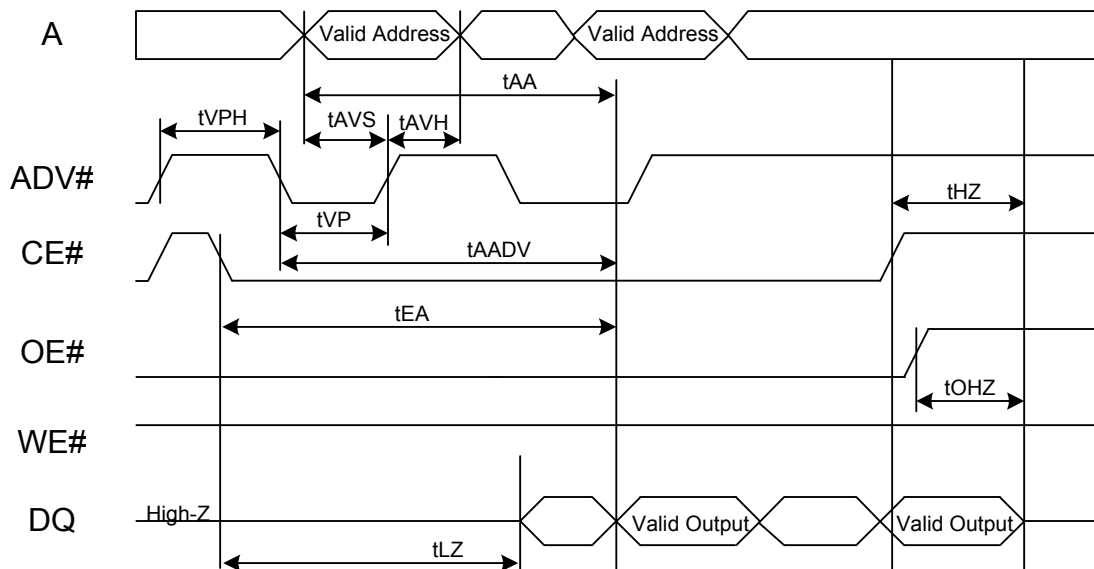 A
Valid Address
Valid Address
tAA
tVPH
tAVS
tAVH
ADV#
tHZ
tVP
CE#
tAADV
tEA
OE#
tOHZ
WE#
DQ
High-Z
Valid Output
Valid Output
tLZ